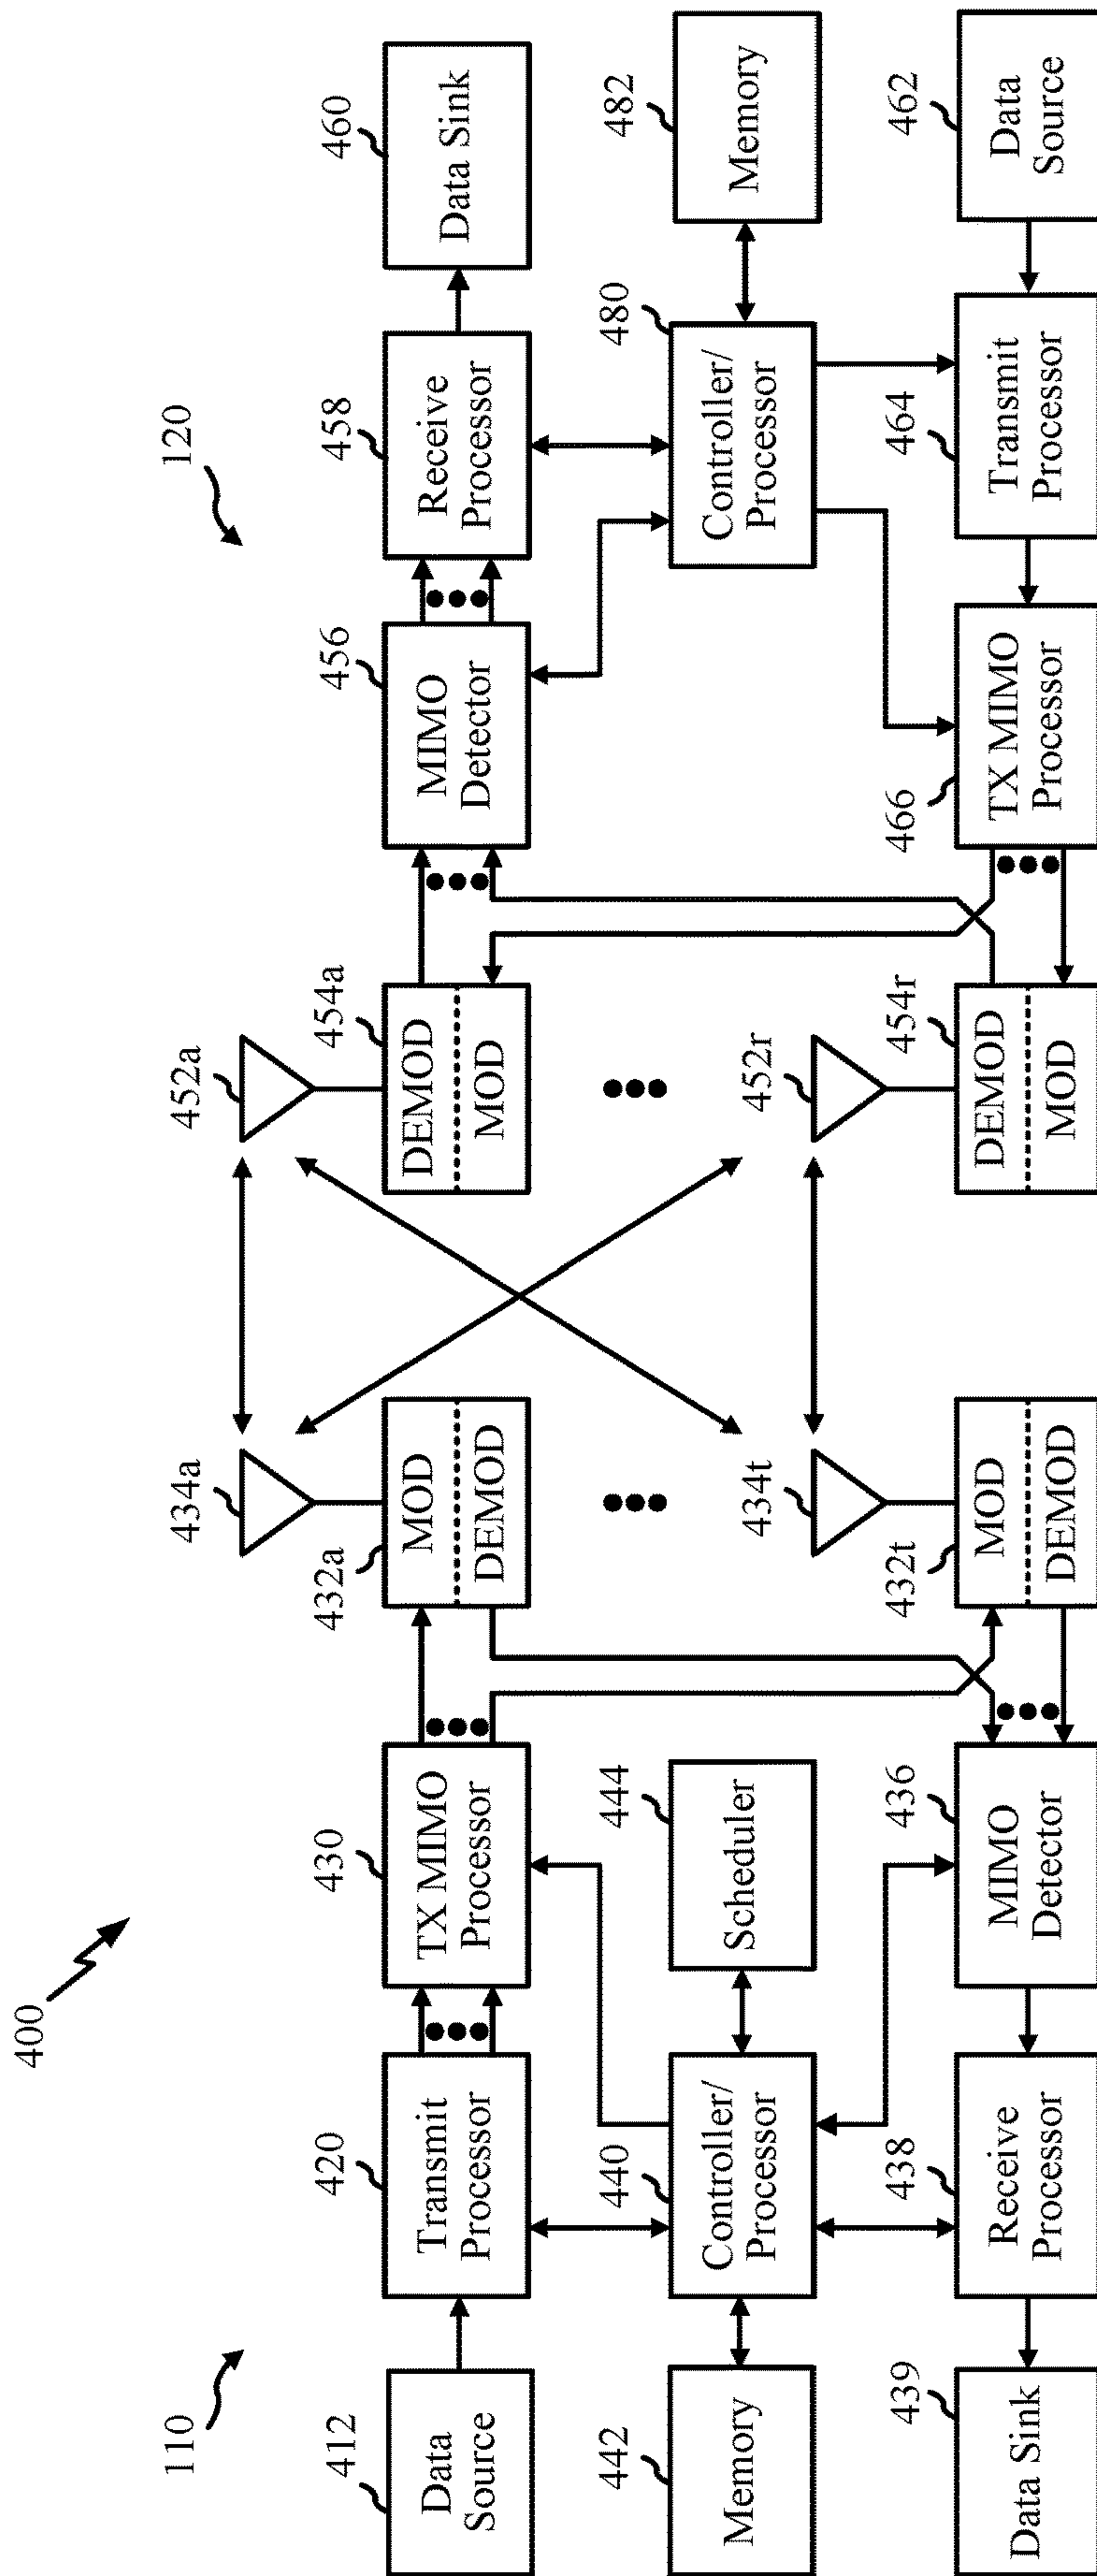 400
110
120
412
Data
Source
420
Transmit
Processor
430
TX MIMO
Processor
432a
MOD
DEMOD
434a
452a
454a
DEMOD
MOD
456
MIMO
Detector
458
Receive
Processor
460
Data Sink
442
Memory
440
Controller/
Processor
444
Scheduler
480
Controller/
Processor
482
Memory
439
Data Sink
438
Receive
Processor
436
MIMO
Detector
432t
MOD
DEMOD
434t
452r
454r
DEMOD
MOD
466
TX MIMO
Processor
464
Transmit
Processor
462
Data
Source